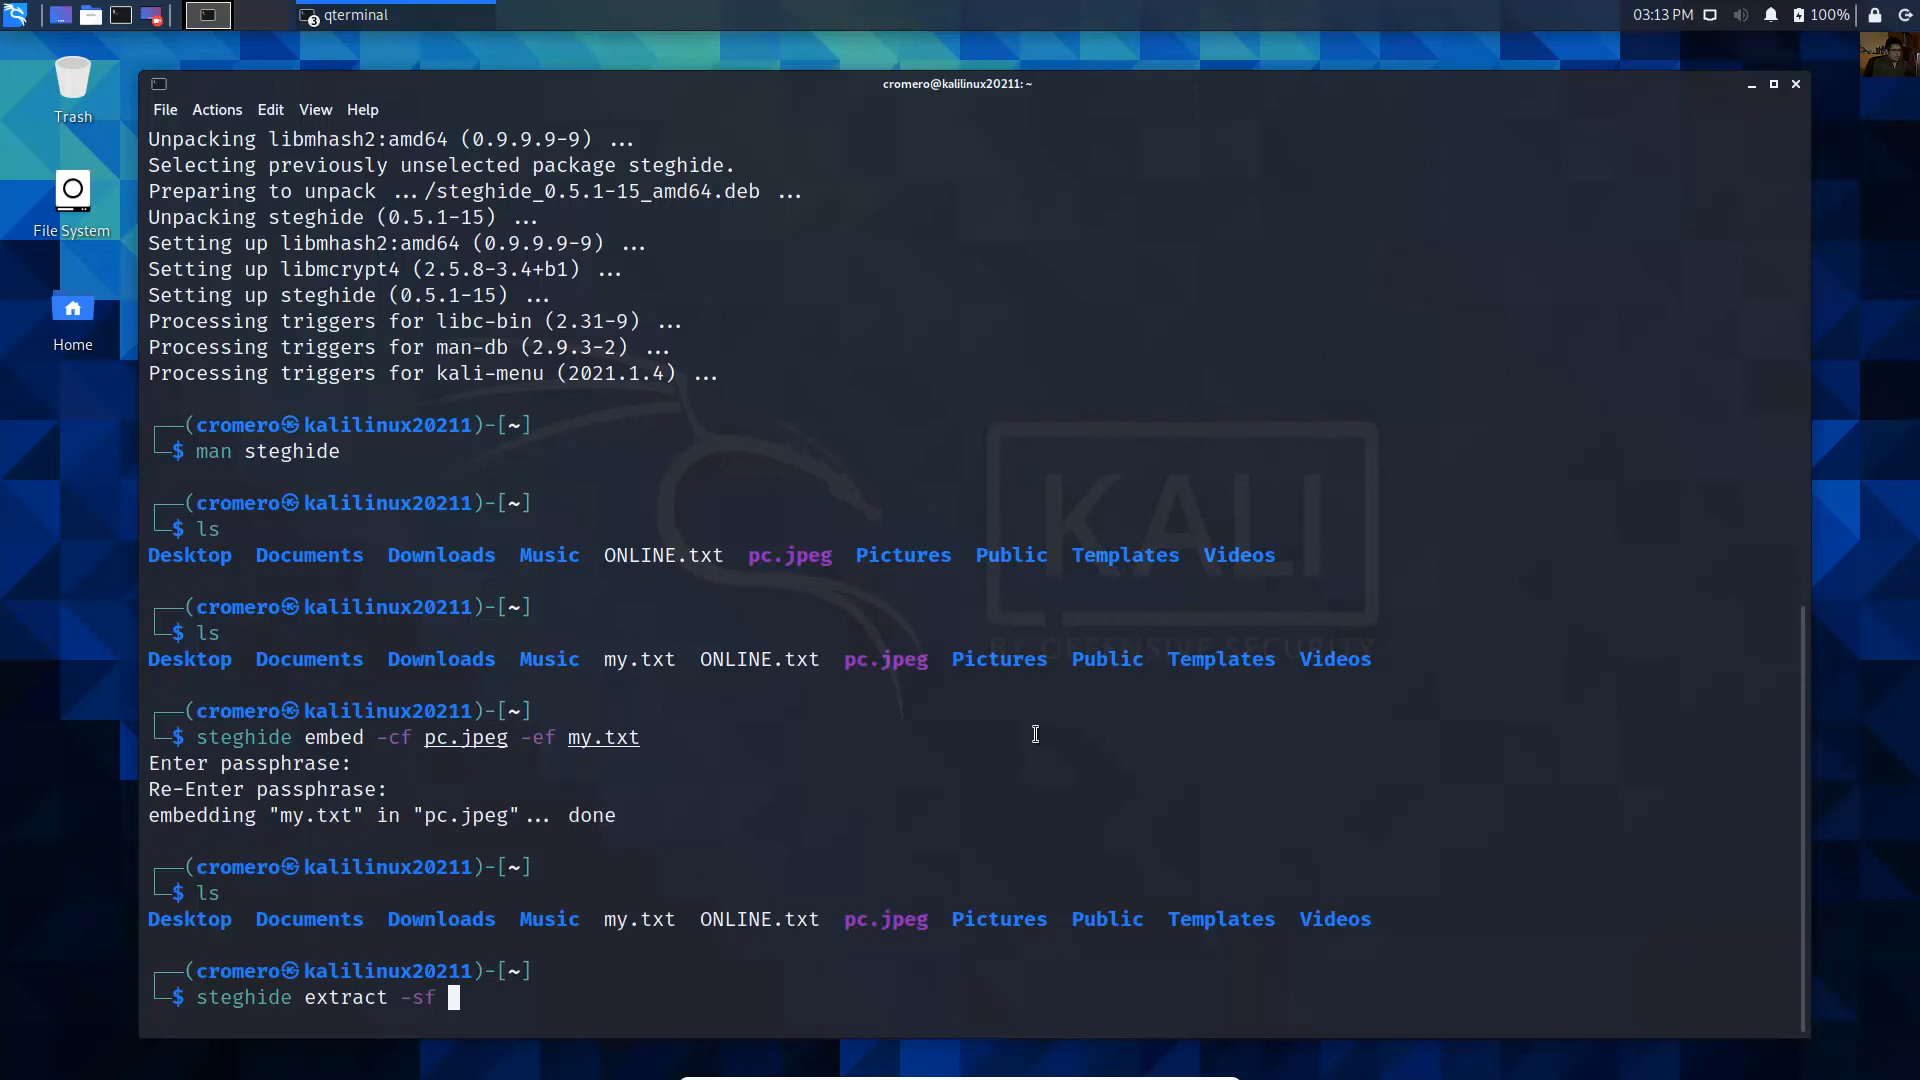 qterminal
3
03:13 PM
100%
Trash
File System
Home
cromero@kalilinux20211: ~
File Actions Edit View Help
Unpacking libmhash2:amd64 (0.9.9.9-9) ...
Selecting previously unselected package steghide.
Preparing to unpack .../steghide_0.5.1-15_amd64.deb ...
Unpacking steghide (0.5.1-15) ...
Setting up libmhash2:amd64 (0.9.9.9-9) ...
Setting up libmcrypt4 (2.5.8-3.4+b1) ...
Setting up steghide (0.5.1-15) ...
Processing triggers for libc-bin (2.31-9) ...
Processing triggers for man-db (2.9.3-2) ...
Processing triggers for kali-menu (2021.1.4) ...
┌──(cromero㉿kalilinux20211)-[~]
└─$ man steghide
┌──(cromero㉿kalilinux20211)-[~]
└─$ ls
Desktop Documents Downloads Music ONLINE.txt pc.jpeg Pictures Public Templates Videos
┌──(cromero㉿kalilinux20211)-[~]
└─$ ls
Desktop Documents Downloads Music my.txt ONLINE.txt pc.jpeg Pictures Public Templates Videos
┌──(cromero㉿kalilinux20211)-[~]
└─$ steghide embed -cf pc.jpeg -ef my.txt
Enter passphrase:
Re-Enter passphrase:
embedding "my.txt" in "pc.jpeg"... done
┌──(cromero㉿kalilinux20211)-[~]
└─$ ls
Desktop Documents Downloads Music my.txt ONLINE.txt pc.jpeg Pictures Public Templates Videos
┌──(cromero㉿kalilinux20211)-[~]
└─$ steghide extract -sf
KALI
BY OFFENSIVE SECURITY